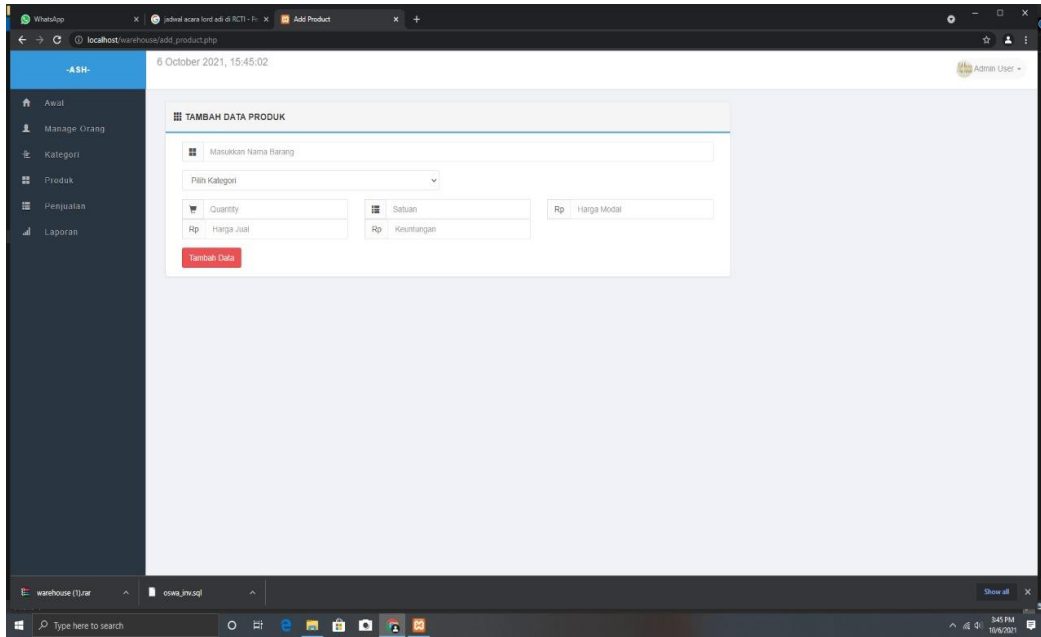 WhatsApp
jadwal acara lord adi di RCTI - Fe
Add Product
localhost/warehouse/add_product.php
-ASH-
6 October 2021, 15:45:02
Admin User
Awal
Manage Orang
Kategori
Produk
Penjualan
Laporan
TAMBAH DATA PRODUK
Masukkan Nama Barang
Pilih Kategori
Quantity
Satuan
Rp Harga Modal
Rp Harga Jual
Rp Keuntungan
Tambah Data
warehouse (1).rar
oswa_inv.sql
Show all
Type here to search
3:45 PM
10/6/2021